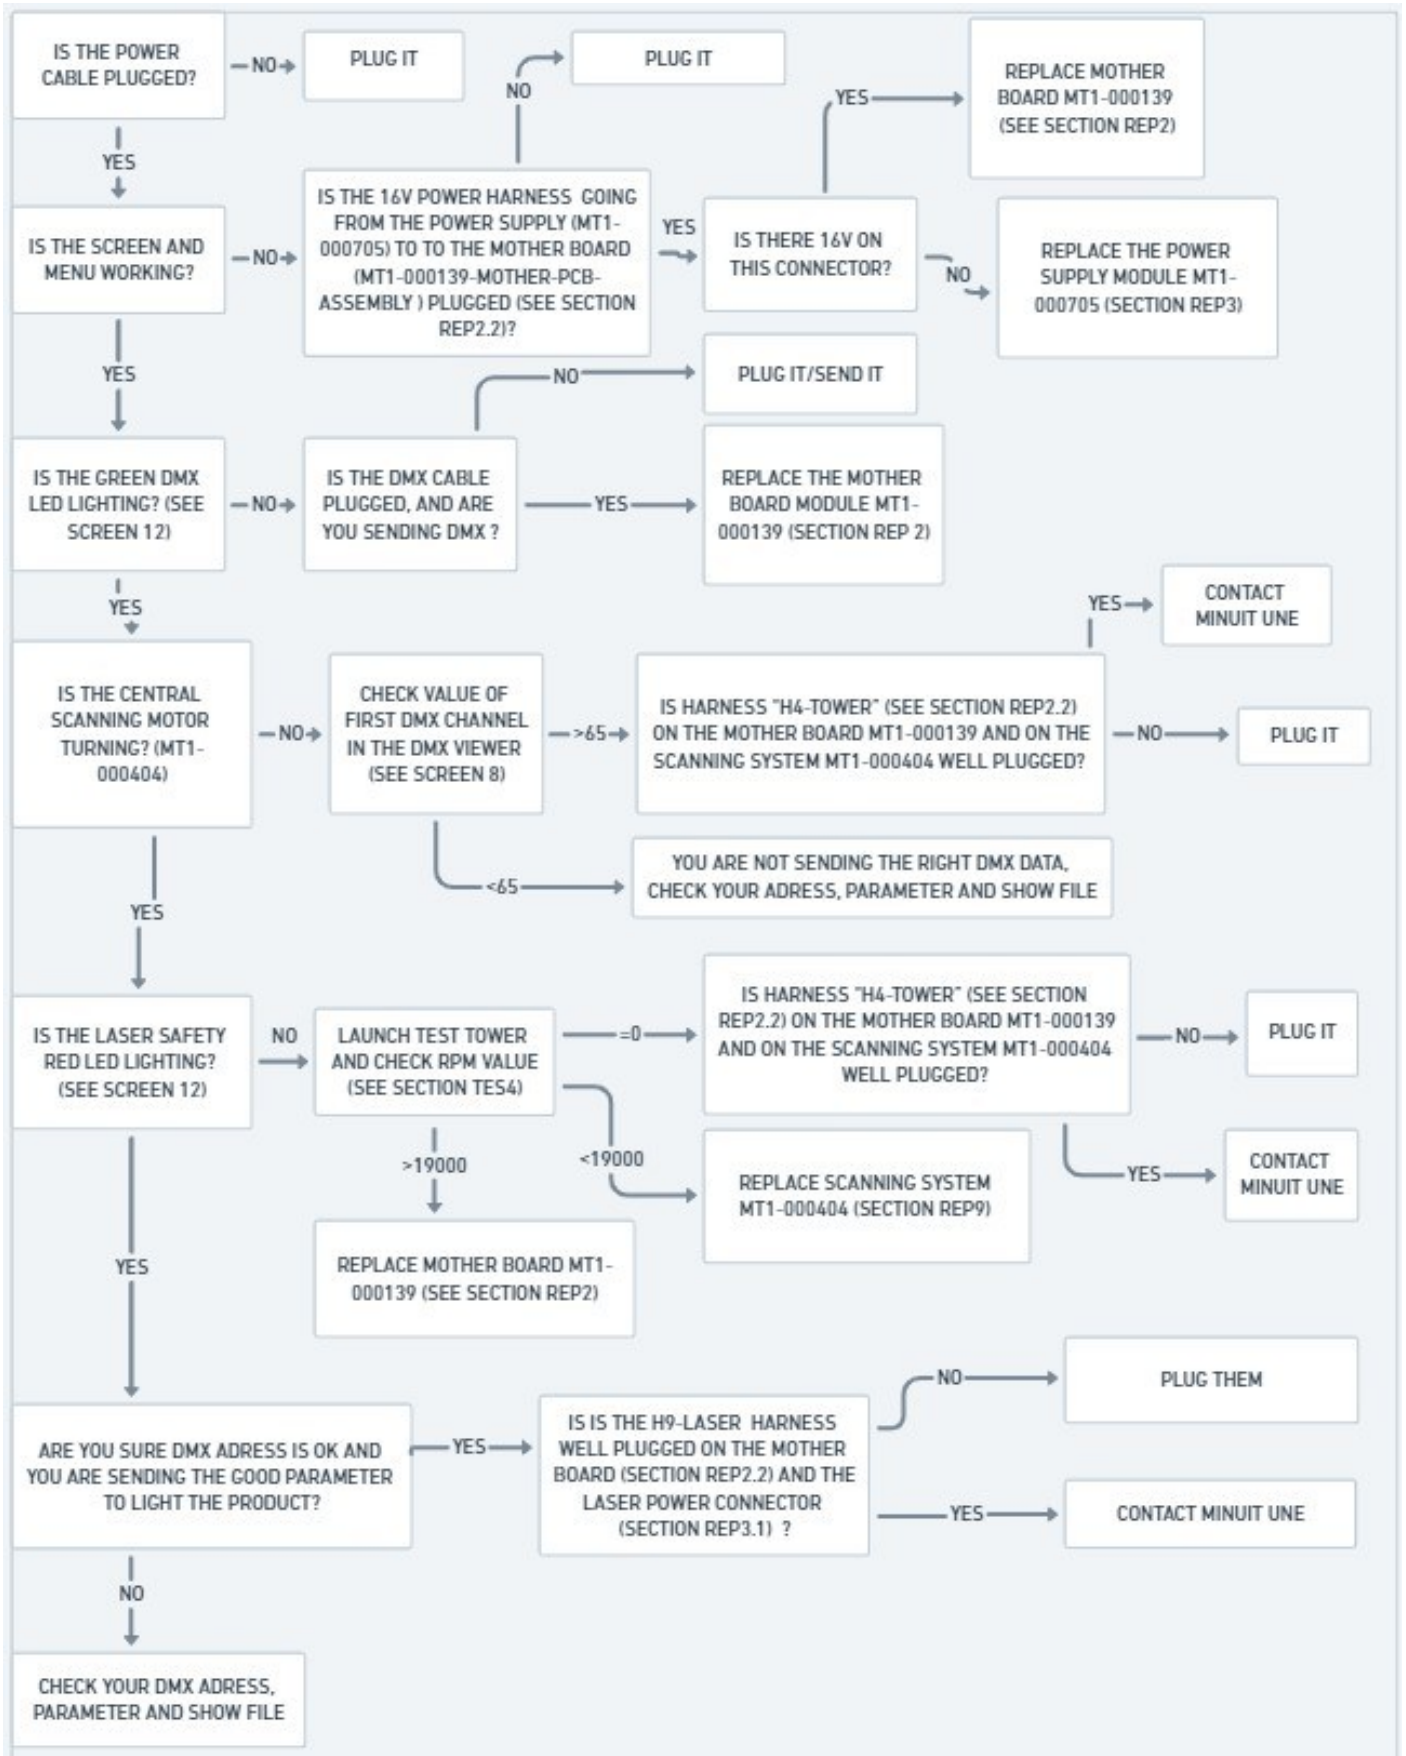 IS THE POWER
CABLE PLUGGED?
NO
PLUG IT
NO
PLUG IT
YES
REPLACE MOTHER
BOARD MT1-000139
(SEE SECTION REP2)
YES
IS THE SCREEN AND
MENU WORKING?
NO
IS THE 16V POWER HARNESS GOING
FROM THE POWER SUPPLY (MT1-
000705) TO TO THE MOTHER BOARD
(MT1-000139-MOTHER-PCB-
ASSEMBLY ) PLUGGED (SEE SECTION
REP2.2)?
YES
IS THERE 16V ON
THIS CONNECTOR?
NO
REPLACE THE POWER
SUPPLY MODULE MT1-
000705 (SECTION REP3)
YES
NO
PLUG IT/SEND IT
IS THE GREEN DMX
LED LIGHTING? (SEE
SCREEN 12)
NO
IS THE DMX CABLE
PLUGGED, AND ARE
YOU SENDING DMX ?
YES
REPLACE THE MOTHER
BOARD MODULE MT1-
000139 (SECTION REP 2)
YES
YES
CONTACT
MINUIT UNE
IS THE CENTRAL
SCANNING MOTOR
TURNING? (MT1-
000404)
NO
CHECK VALUE OF
FIRST DMX CHANNEL
IN THE DMX VIEWER
(SEE SCREEN 8)
>65
IS HARNESS "H4-TOWER" (SEE SECTION REP2.2)
ON THE MOTHER BOARD MT1-000139 AND ON THE
SCANNING SYSTEM MT1-000404 WELL PLUGGED?
NO
PLUG IT
<65
YOU ARE NOT SENDING THE RIGHT DMX DATA,
CHECK YOUR ADRESS, PARAMETER AND SHOW FILE
YES
IS THE LASER SAFETY
RED LED LIGHTING?
(SEE SCREEN 12)
NO
LAUNCH TEST TOWER
AND CHECK RPM VALUE
(SEE SECTION TES4)
=0
IS HARNESS "H4-TOWER" (SEE SECTION
REP2.2) ON THE MOTHER BOARD MT1-000139
AND ON THE SCANNING SYSTEM MT1-000404
WELL PLUGGED?
NO
PLUG IT
>19000
<19000
REPLACE SCANNING SYSTEM
MT1-000404 (SECTION REP9)
YES
CONTACT
MINUIT UNE
YES
REPLACE MOTHER BOARD MT1-
000139 (SEE SECTION REP2)
NO
PLUG THEM
ARE YOU SURE DMX ADRESS IS OK AND
YOU ARE SENDING THE GOOD PARAMETER
TO LIGHT THE PRODUCT?
YES
IS IS THE H9-LASER HARNESS
WELL PLUGGED ON THE MOTHER
BOARD (SECTION REP2.2) AND THE
LASER POWER CONNECTOR
(SECTION REP3.1) ?
YES
CONTACT MINUIT UNE
NO
CHECK YOUR DMX ADRESS,
PARAMETER AND SHOW FILE